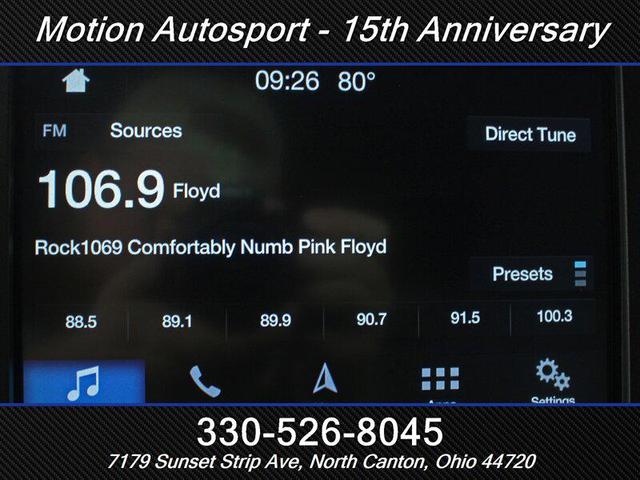 Motion Autosport - 15th Anniversary
09:26 80°
FM Sources Direct Tune
106.9 Floyd
Rock1069 Comfortably Numb Pink Floyd
Presets
88.5 89.1 89.9 90.7 91.5 100.3
Apps Settings
330-526-8045
7179 Sunset Strip Ave, North Canton, Ohio 44720